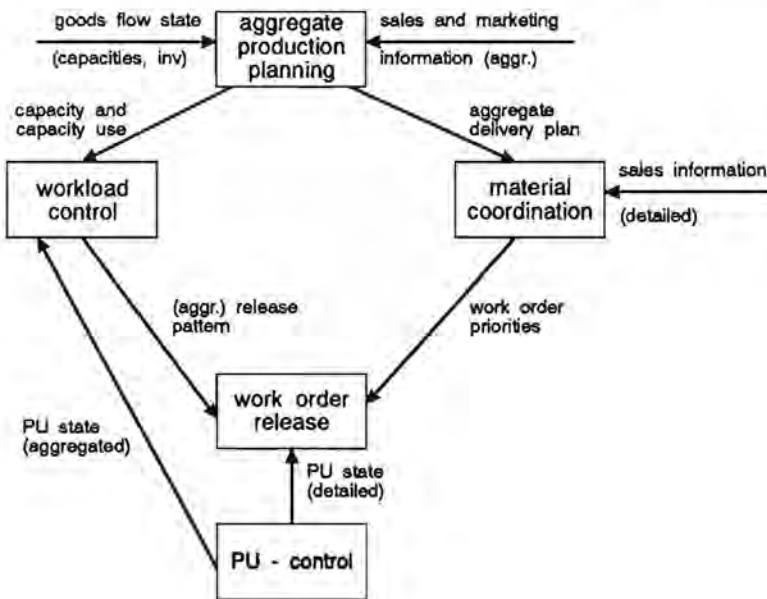 goods flow state
(capacities, inv)
aggregate
production
planning
sales and marketing
information (aggr.)
capacity and
capacity use
aggregate
delivery plan
workload
control
material
coordination
sales information
(detailed)
(aggr.) release
pattern
work order
priorities
work order
release
PU state
(aggregated)
PU state
(detailed)
PU - control